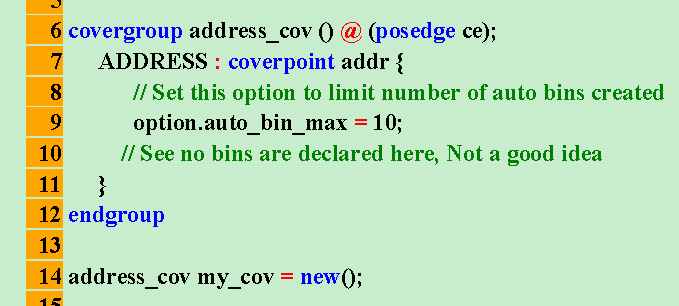 5
6 covergroup address_cov () @ (posedge ce);
7 ADDRESS : coverpoint addr {
8 // Set this option to limit number of auto bins created
9 option.auto_bin_max = 10;
10 // See no bins are declared here, Not a good idea
11 }
12 endgroup
13
14 address_cov my_cov = new();
15